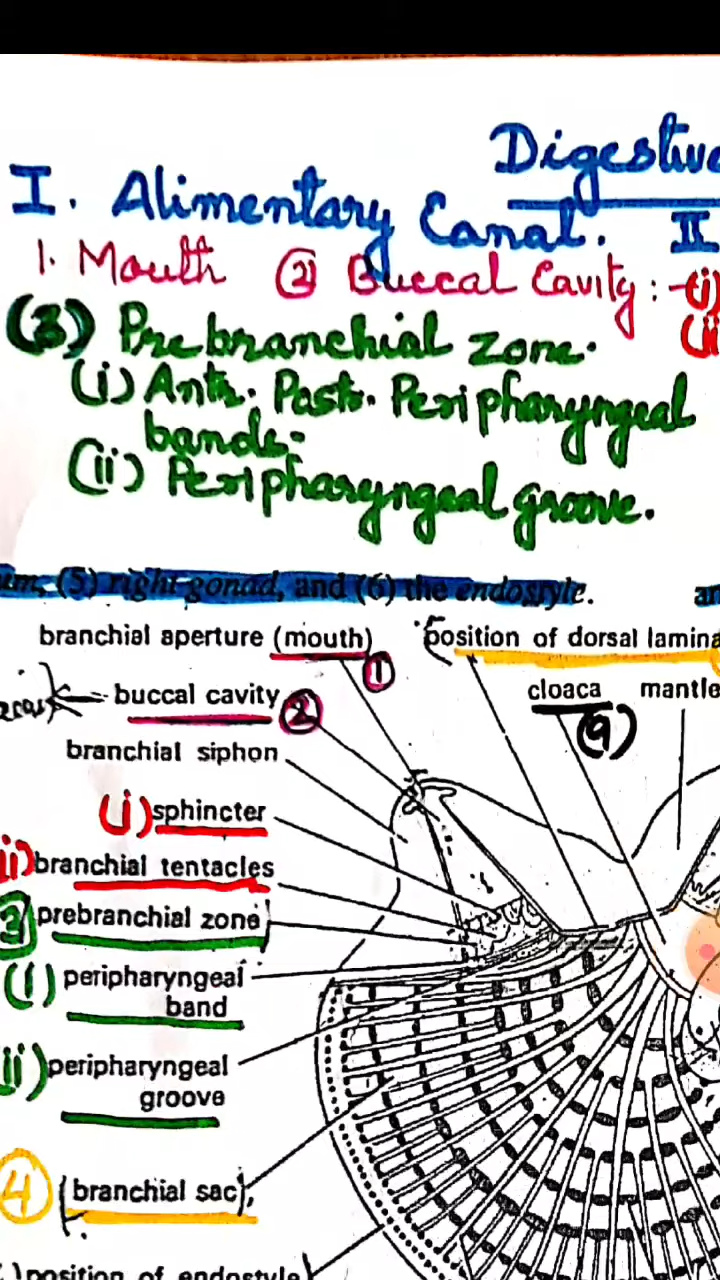 Digestive
I. Alimentary Canal. II
1. Mouth ② Buccal Cavity: (i)
(ii
(3) Prebranchial zone.
(i) Antr. Postr. Peripharyngeal
bands:
(ii) Peripharyngeal groove.
(5) right gonad, and (6) the endostyle.
branchial aperture (mouth) ①
(position of dorsal lamina
buccal cavity ②
cloaca mantle
(9)
branchial siphon
(i) sphincter
ii) branchial tentacles
3 prebranchial zone
(i) peripharyngeal
band
(ii) peripharyngeal
groove
④ (branchial sac),
) position of endostyle)